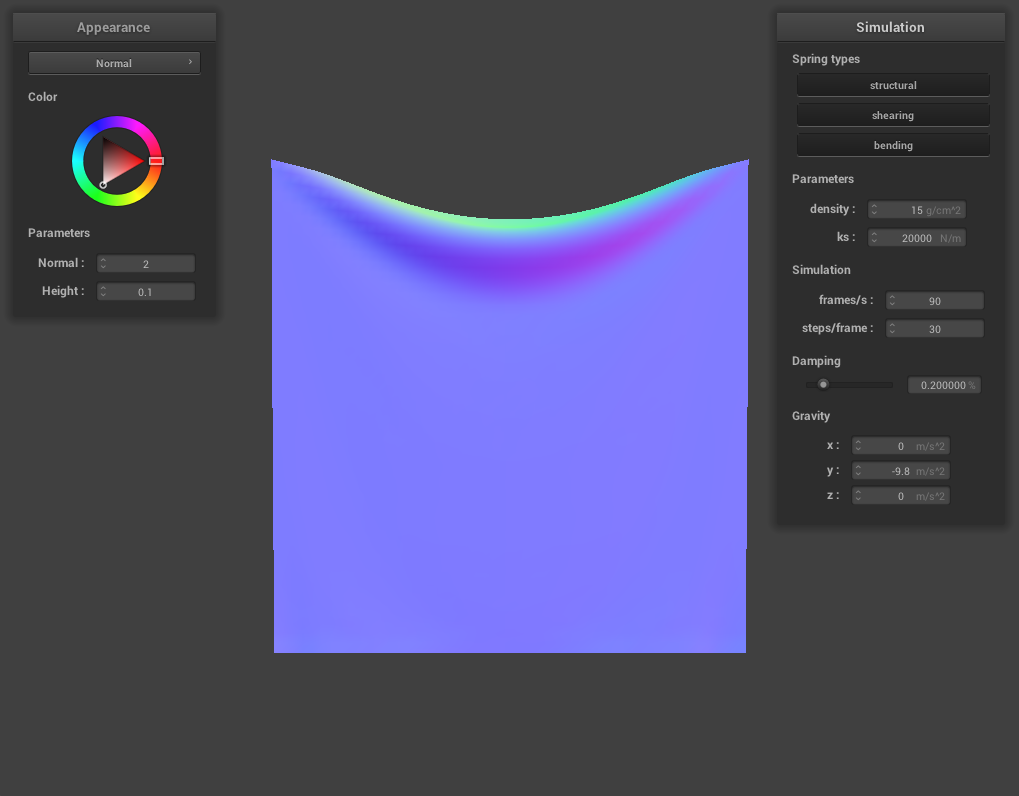 Appearance
Normal
Color
Parameters
Normal : 2
Height : 0.1
Simulation
Spring types
structural
shearing
bending
Parameters
density : 15 g/cm^2
ks : 20000 N/m
Simulation
frames/s : 90
steps/frame : 30
Damping
0.200000 %
Gravity
x : 0 m/s^2
y : -9.8 m/s^2
z : 0 m/s^2